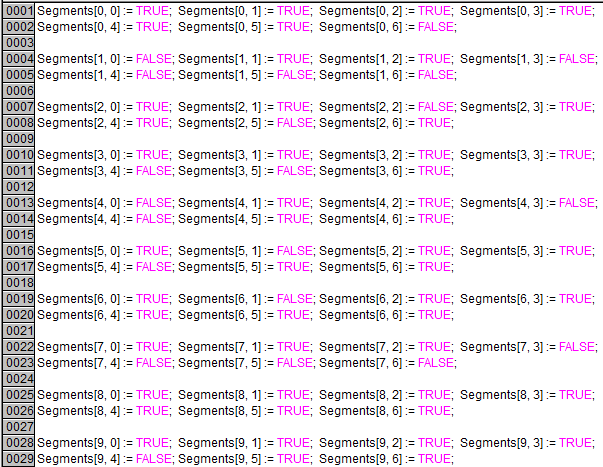 0001 Segments[0, 0] := TRUE; Segments[0, 1] := TRUE; Segments[0, 2] := TRUE; Segments[0, 3] := TRUE;
0002 Segments[0, 4] := TRUE; Segments[0, 5] := TRUE; Segments[0, 6] := FALSE;
0003
0004 Segments[1, 0] := FALSE; Segments[1, 1] := TRUE; Segments[1, 2] := TRUE; Segments[1, 3] := FALSE;
0005 Segments[1, 4] := FALSE; Segments[1, 5] := FALSE; Segments[1, 6] := FALSE;
0006
0007 Segments[2, 0] := TRUE; Segments[2, 1] := TRUE; Segments[2, 2] := FALSE; Segments[2, 3] := TRUE;
0008 Segments[2, 4] := TRUE; Segments[2, 5] := FALSE; Segments[2, 6] := TRUE;
0009
0010 Segments[3, 0] := TRUE; Segments[3, 1] := TRUE; Segments[3, 2] := TRUE; Segments[3, 3] := TRUE;
0011 Segments[3, 4] := FALSE; Segments[3, 5] := FALSE; Segments[3, 6] := TRUE;
0012
0013 Segments[4, 0] := FALSE; Segments[4, 1] := TRUE; Segments[4, 2] := TRUE; Segments[4, 3] := FALSE;
0014 Segments[4, 4] := FALSE; Segments[4, 5] := TRUE; Segments[4, 6] := TRUE;
0015
0016 Segments[5, 0] := TRUE; Segments[5, 1] := FALSE; Segments[5, 2] := TRUE; Segments[5, 3] := TRUE;
0017 Segments[5, 4] := FALSE; Segments[5, 5] := TRUE; Segments[5, 6] := TRUE;
0018
0019 Segments[6, 0] := TRUE; Segments[6, 1] := FALSE; Segments[6, 2] := TRUE; Segments[6, 3] := TRUE;
0020 Segments[6, 4] := TRUE; Segments[6, 5] := TRUE; Segments[6, 6] := TRUE;
0021
0022 Segments[7, 0] := TRUE; Segments[7, 1] := TRUE; Segments[7, 2] := TRUE; Segments[7, 3] := FALSE;
0023 Segments[7, 4] := FALSE; Segments[7, 5] := FALSE; Segments[7, 6] := FALSE;
0024
0025 Segments[8, 0] := TRUE; Segments[8, 1] := TRUE; Segments[8, 2] := TRUE; Segments[8, 3] := TRUE;
0026 Segments[8, 4] := TRUE; Segments[8, 5] := TRUE; Segments[8, 6] := TRUE;
0027
0028 Segments[9, 0] := TRUE; Segments[9, 1] := TRUE; Segments[9, 2] := TRUE; Segments[9, 3] := TRUE;
0029 Segments[9, 4] := FALSE; Segments[9, 5] := TRUE; Segments[9, 6] := TRUE;